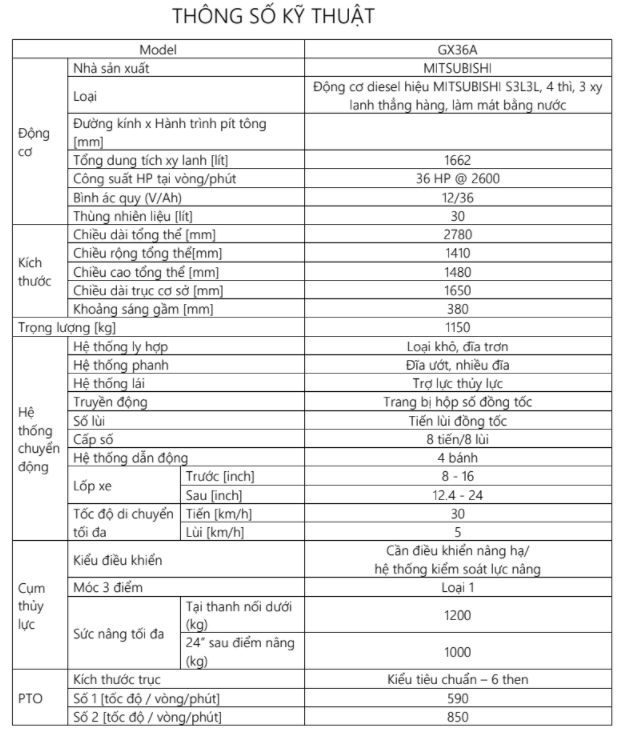 THÔNG SỐ KỸ THUẬT
Model GX36A
Động cơ
Nhà sản xuất MITSUBISHI
Loại Động cơ diesel hiệu MITSUBISHI S3L3L, 4 thì, 3 xy
lanh thẳng hàng, làm mát bằng nước
Đường kính x Hành trình pít tông
[mm]
Tổng dung tích xy lanh [lít] 1662
Công suất HP tại vòng/phút 36 HP @ 2600
Bình ác quy (V/Ah) 12/36
Thùng nhiên liệu [lít] 30
Kích thước
Chiều dài tổng thể [mm] 2780
Chiều rộng tổng thể[mm] 1410
Chiều cao tổng thể [mm] 1480
Chiều dài trục cơ sở [mm] 1650
Khoảng sáng gầm [mm] 380
Trọng lượng [kg] 1150
Hệ thống chuyển động
Hệ thống ly hợp Loại khô, đĩa trơn
Hệ thống phanh Đĩa ướt, nhiều đĩa
Hệ thống lái Trợ lực thủy lực
Truyền động Trang bị hộp số đồng tốc
Số lùi Tiến lùi đồng tốc
Cấp số 8 tiến/8 lùi
Hệ thống dẫn động 4 bánh
Lốp xe Trước [inch] 8 - 16
Sau [inch] 12.4 - 24
Tốc độ di chuyển tối đa Tiến [km/h] 30
Lùi [km/h] 5
Cụm thủy lực
Kiểu điều khiển Cần điều khiển nâng hạ/
hệ thống kiểm soát lực nâng
Móc 3 điểm Loại 1
Sức nâng tối đa Tại thanh nối dưới
(kg) 1200
24” sau điểm nâng
(kg) 1000
PTO
Kích thước trục Kiểu tiêu chuẩn – 6 then
Số 1 [tốc độ / vòng/phút] 590
Số 2 [tốc độ / vòng/phút] 850